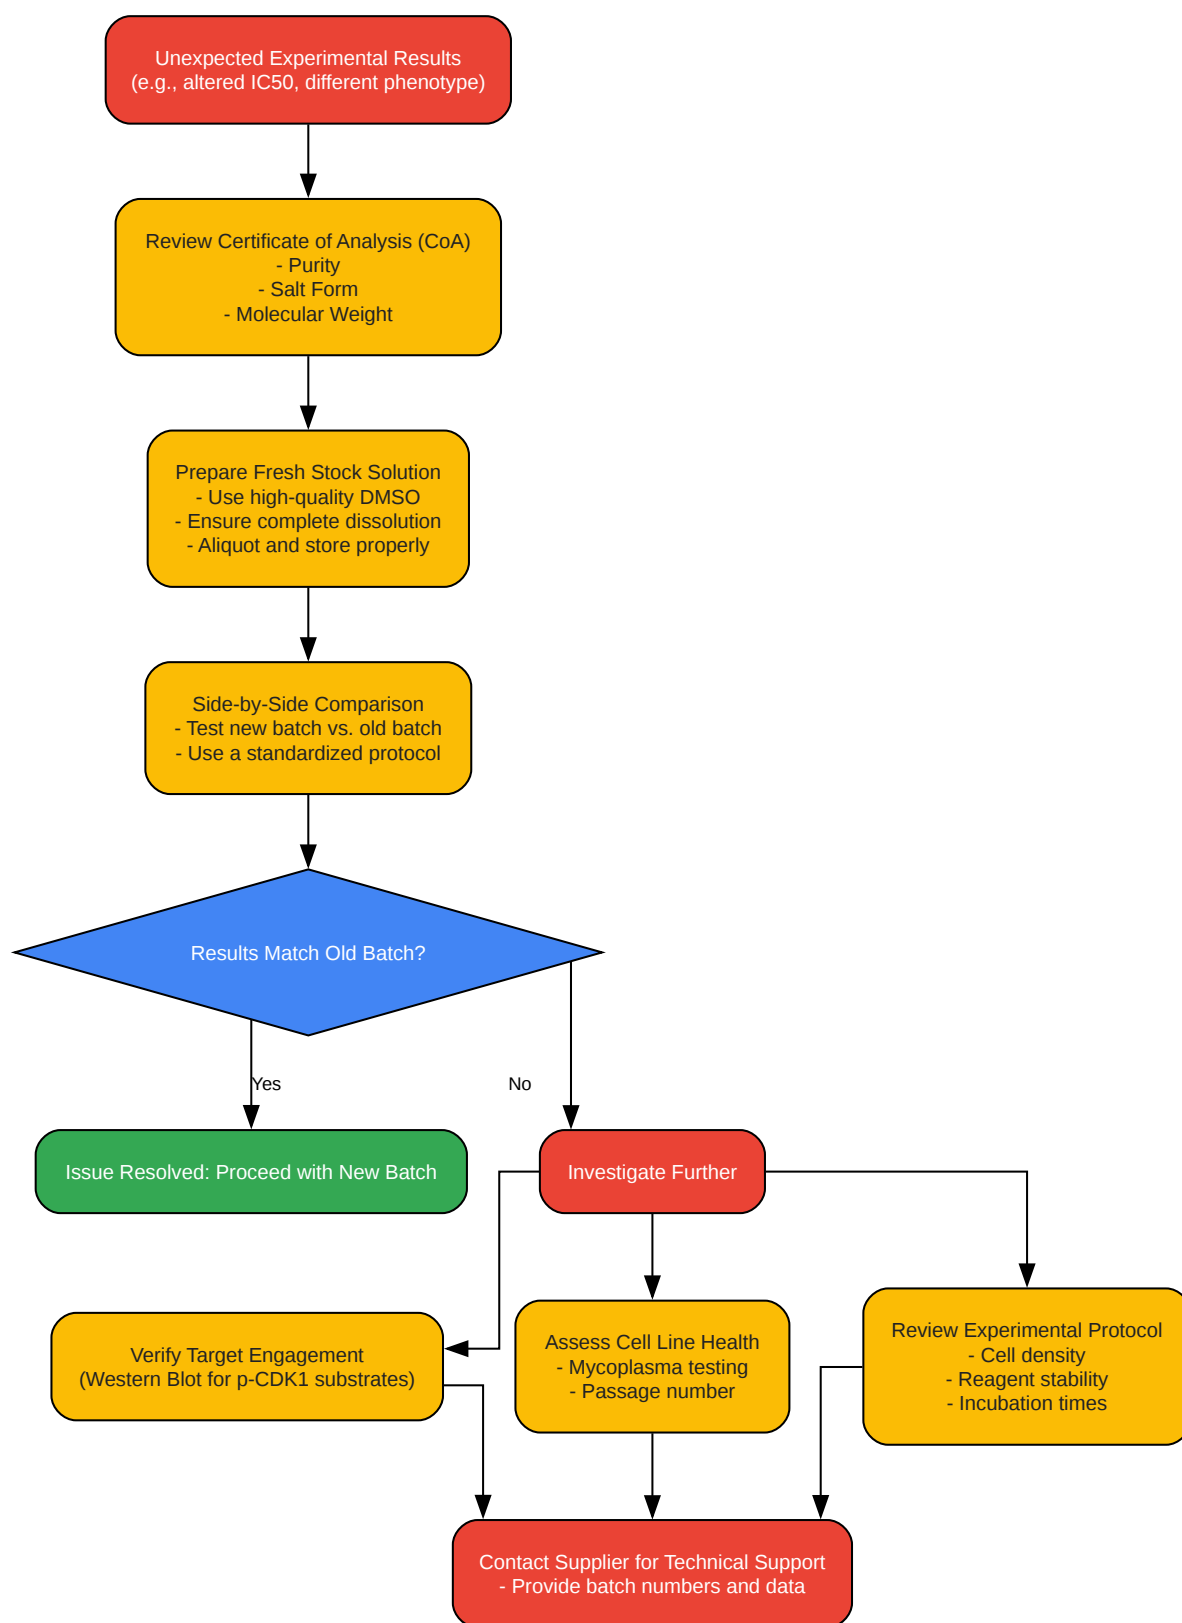 Unexpected Experimental Results
(e.g., altered IC50, different phenotype)
Review Certificate of Analysis (CoA)
- Purity
- Salt Form
- Molecular Weight
Prepare Fresh Stock Solution
- Use high-quality DMSO
- Ensure complete dissolution
- Aliquot and store properly
Side-by-Side Comparison
- Test new batch vs. old batch
- Use a standardized protocol
Results Match Old Batch?
Yes
No
Issue Resolved: Proceed with New Batch
Investigate Further
Verify Target Engagement
(Western Blot for p-CDK1 substrates)
Assess Cell Line Health
- Mycoplasma testing
- Passage number
Review Experimental Protocol
- Cell density
- Reagent stability
- Incubation times
Contact Supplier for Technical Support
- Provide batch numbers and data